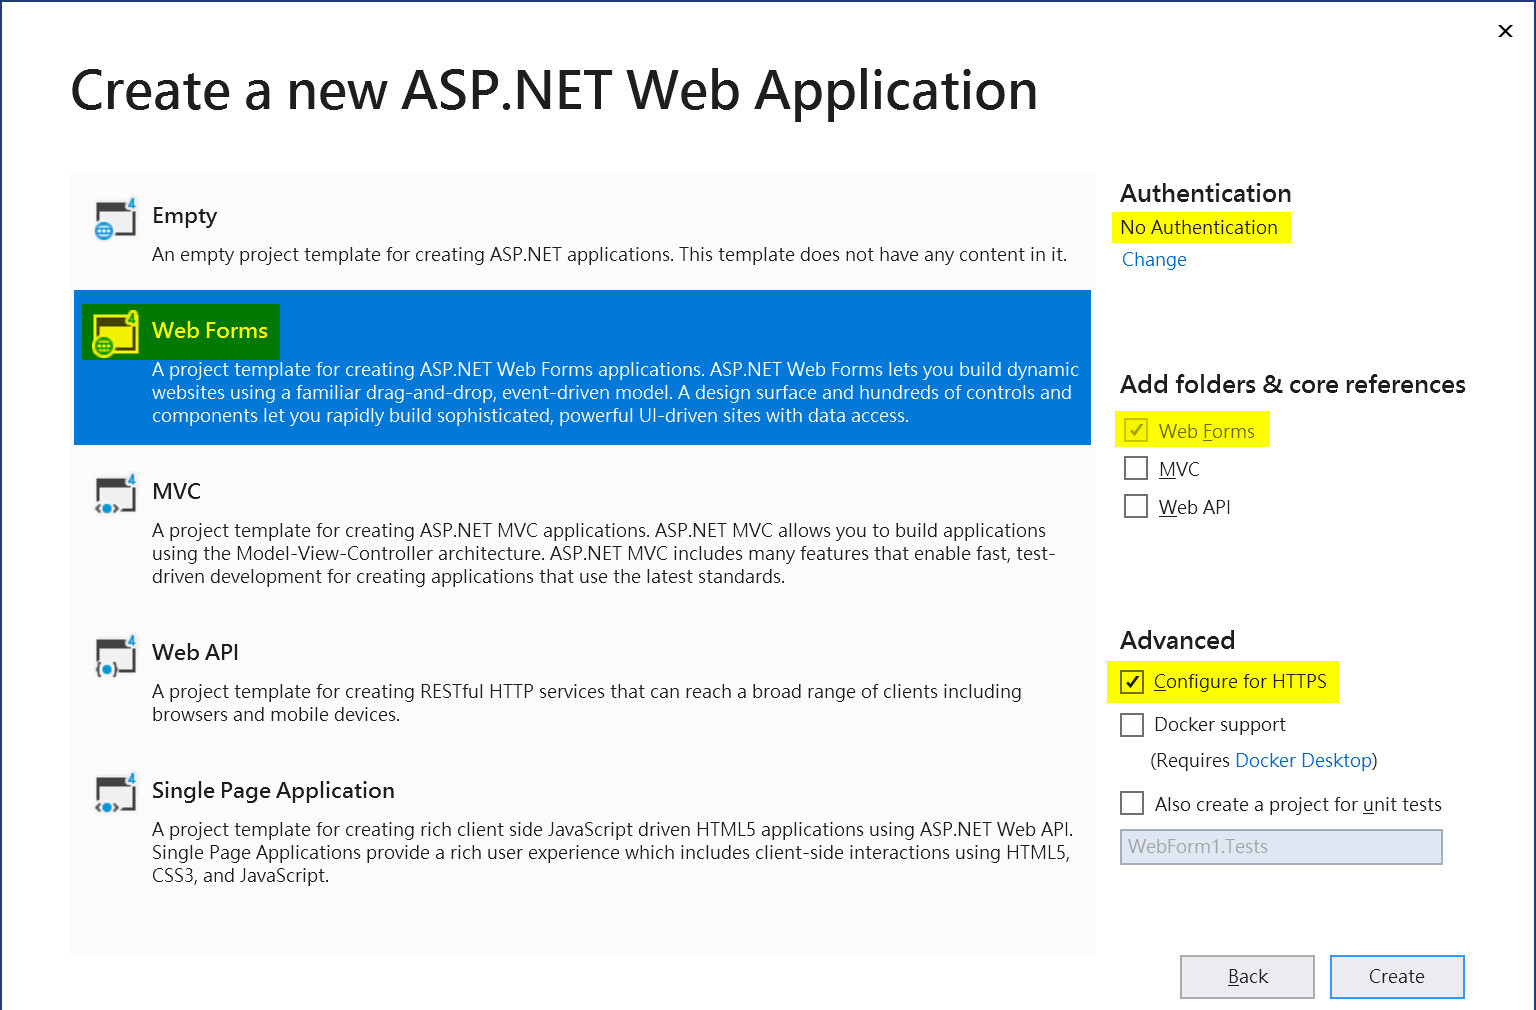 Create a new ASP.NET Web Application
Empty
An empty project template for creating ASP.NET applications. This template does not have any content in it.
Web Forms
A project template for creating ASP.NET Web Forms applications. ASP.NET Web Forms lets you build dynamic
websites using a familiar drag-and-drop, event-driven model. A design surface and hundreds of controls and
components let you rapidly build sophisticated, powerful UI-driven sites with data access.
MVC
A project template for creating ASP.NET MVC applications. ASP.NET MVC allows you to build applications
using the Model-View-Controller architecture. ASP.NET MVC includes many features that enable fast, test-
driven development for creating applications that use the latest standards.
Web API
A project template for creating RESTful HTTP services that can reach a broad range of clients including
browsers and mobile devices.
Single Page Application
A project template for creating rich client side JavaScript driven HTML5 applications using ASP.NET Web API.
Single Page Applications provide a rich user experience which includes client-side interactions using HTML5,
CSS3, and JavaScript.
Authentication
No Authentication
Change
Add folders & core references
Web Forms
MVC
Web API
Advanced
Configure for HTTPS
Docker support
(Requires Docker Desktop)
Also create a project for unit tests
WebForm1.Tests
Back
Create